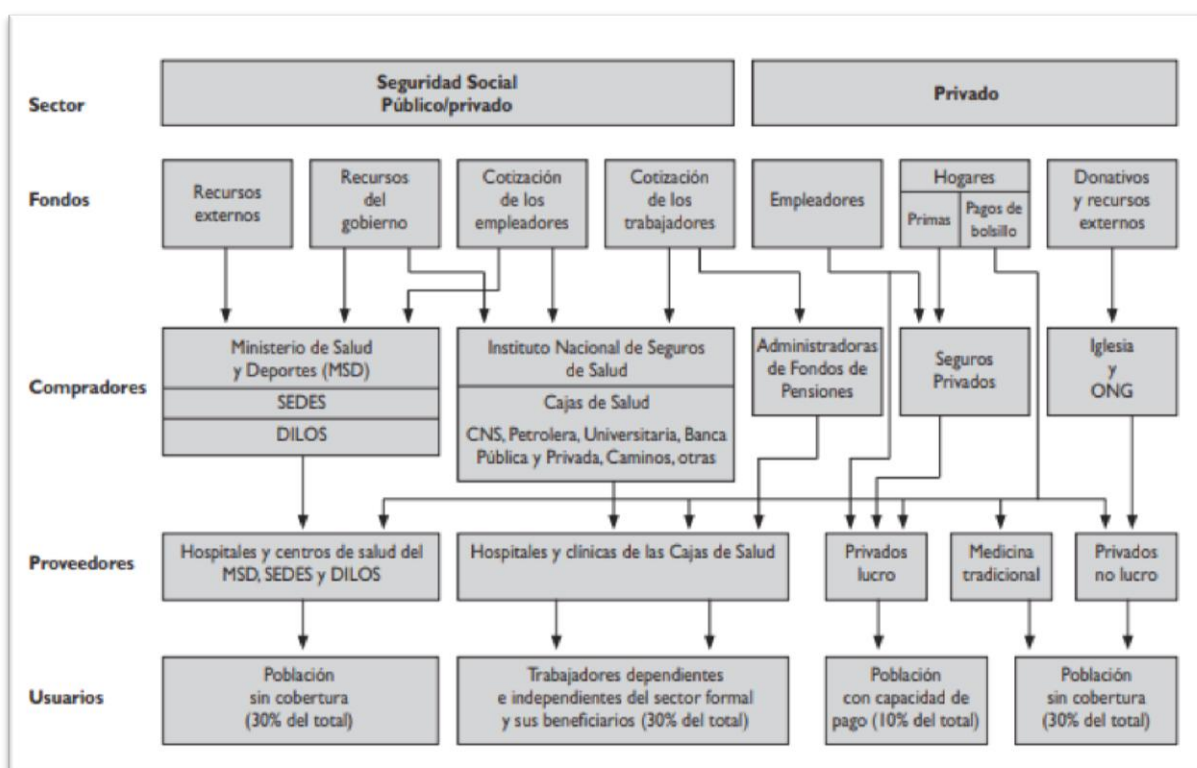 Sector
Seguridad Social
Público/privado
Privado
Fondos
Recursos
externos
Recursos
del
gobierno
Cotización
de los
empleadores
Cotización
de los
trabajadores
Empleadores
Hogares
Primas
Pagos de
bolsillo
Donativos
y recursos
externos
Compradores
Ministerio de Salud
y Deportes (MSD)
SEDES
DILOS
Instituto Nacional de Seguros
de Salud
Cajas de Salud
CNS, Petrolera, Universitaria, Banca
Pública y Privada, Caminos, otras
Administradoras
de Fondos de
Pensiones
Seguros
Privados
Iglesia
y
ONG
Proveedores
Hospitales y centros de salud del
MSD, SEDES y DILOS
Hospitales y clínicas de las Cajas de Salud
Privados
lucro
Medicina
tradicional
Privados
no lucro
Usuarios
Población
sin cobertura
(30% del total)
Trabajadores dependientes
e independientes del sector formal
y sus beneficiarios (30% del total)
Población
con capacidad de
pago (10% del total)
Población
sin cobertura
(30% del total)